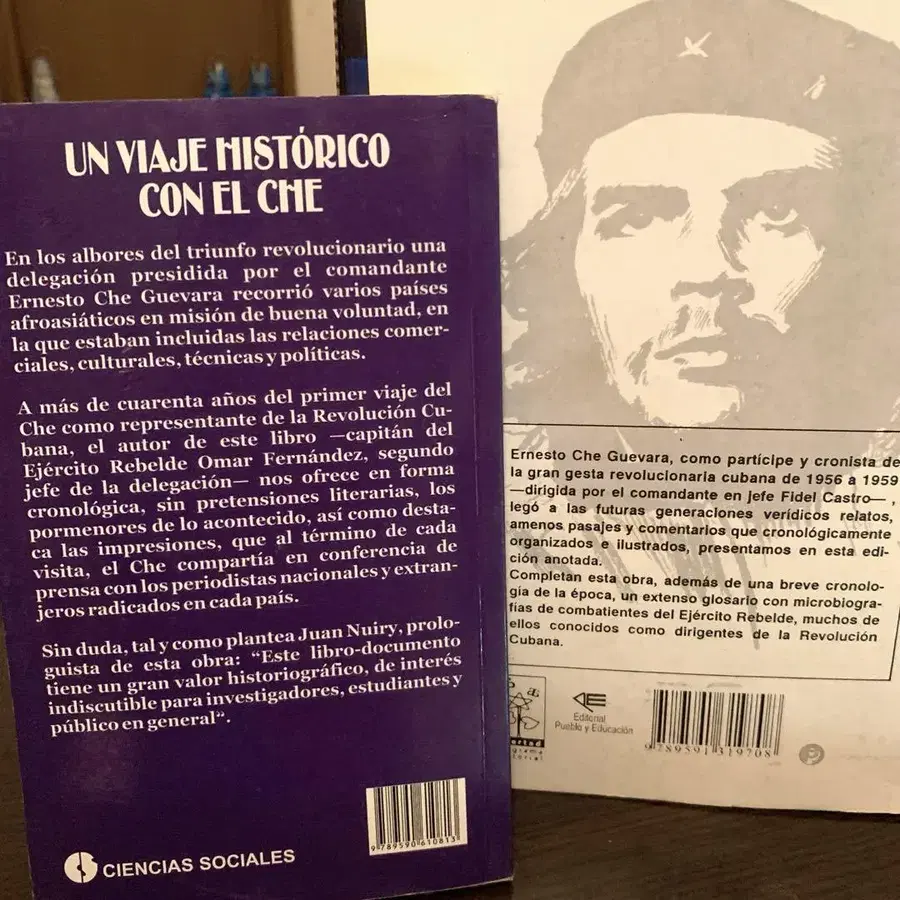 UN VIAJE HISTÓRICO
CON EL CHE
En los albores del triunfo revolucionario una
delegación presidida por el comandante
Ernesto Che Guevara recorrió varios países
afroasiáticos en misión de buena voluntad, en
la que estaban incluidas las relaciones comer-
ciales, culturales, técnicas y políticas.
A más de cuarenta años del primer viaje del
Che como representante de la Revolución Cu-
bana, el autor de este libro —capitán del
Ejército Rebelde Omar Fernández, segundo
jefe de la delegación— nos ofrece en forma
cronológica, sin pretensiones literarias, los
pormenores de lo acontecido, así como desta-
ca las impresiones, que al término de cada
visita, el Che compartía en conferencia de
prensa con los periodistas nacionales y extran-
jeros radicados en cada país.
Sin duda, tal y como plantea Juan Nuiry, prolo-
guista de esta obra: “Este libro-documento
tiene un gran valor historiográfico, de interés
indiscutible para investigadores, estudiantes y
público en general“.
9789590610813
CIENCIAS SOCIALES
Ernesto Che Guevara, como partícipe y cronista de
la gran gesta revolucionaria cubana de 1956 a 1959
—dirigida por el comandante en jefe Fidel Castro— ,
legó a las futuras generaciones verídicos relatos,
amenos pasajes y comentarios que cronológicamente
organizados e ilustrados, presentamos en esta edi-
ción anotada.
Completan esta obra, además de una breve cronolo-
gía de la época, un extenso glosario con microbiogra-
fías de combatientes del Ejército Rebelde, muchos de
ellos conocidos como dirigentes de la Revolución
Cubana.
Editorial
Pueblo y Educación
9789591319708